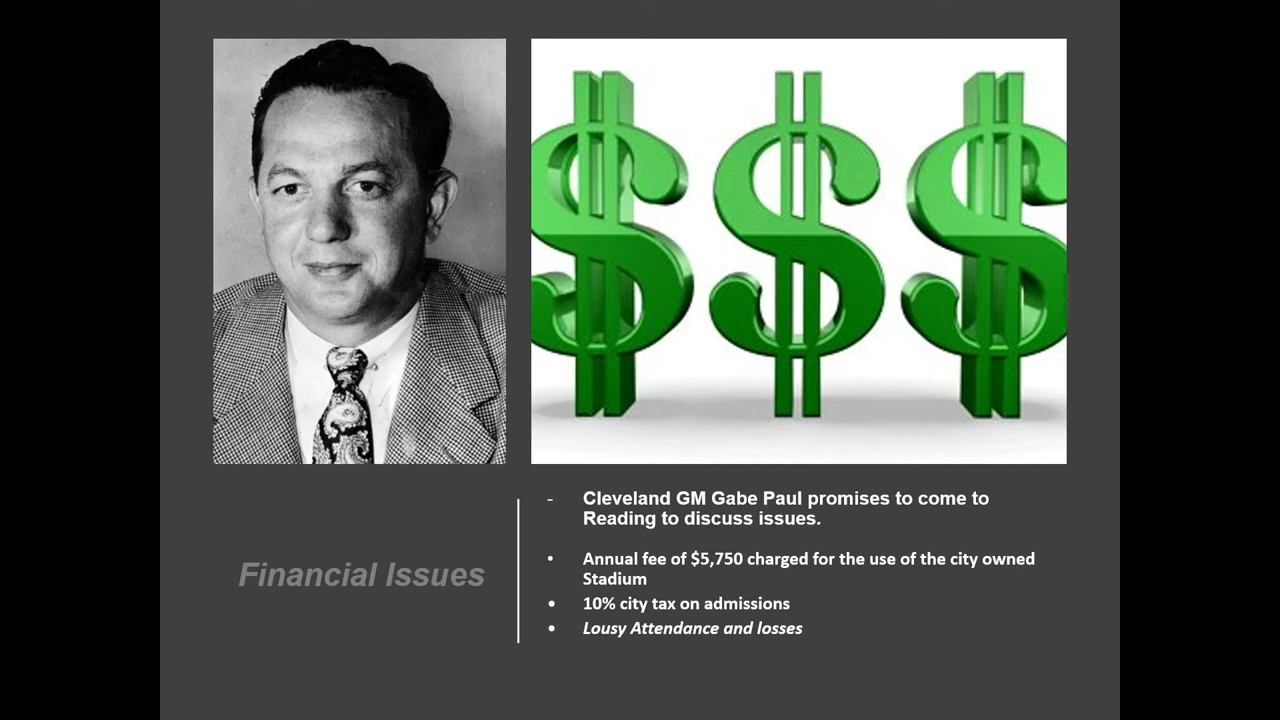 Financial Issues
- Cleveland GM Gabe Paul promises to come to
Reading to discuss issues.
• Annual fee of $5,750 charged for the use of the city owned
Stadium
• 10% city tax on admissions
• Lousy Attendance and losses